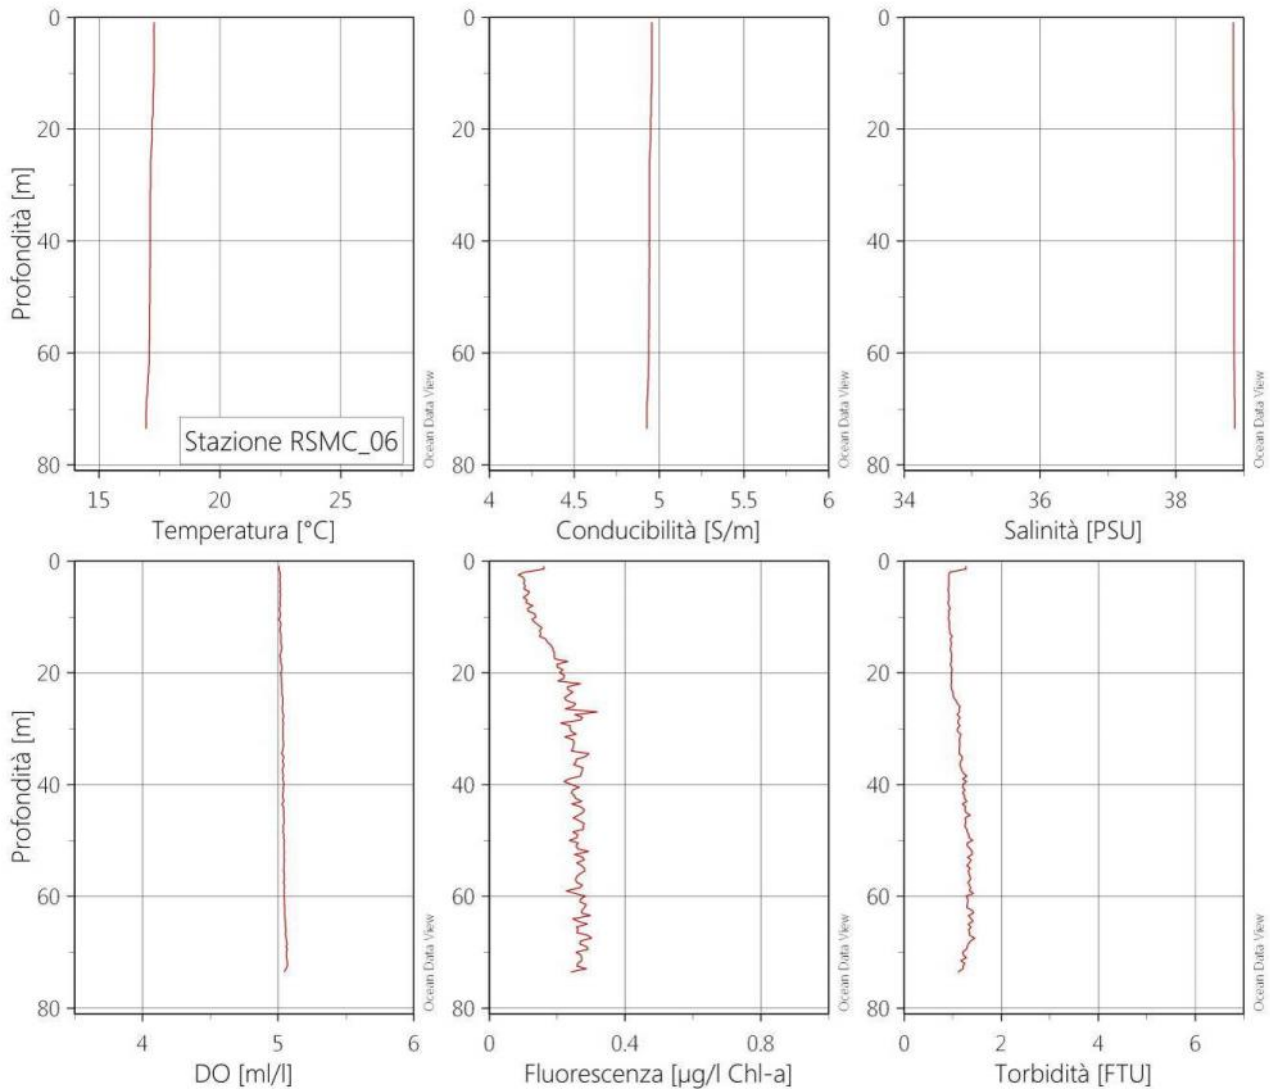 0
20
40
60
80
Profondità [m]
Stazione RSMC_06
15 20 25
Temperatura [°C]
Ocean Data View
0
20
40
60
80
4 4.5 5 5.5 6
Conducibilità [S/m]
Ocean Data View
0
20
40
60
80
34 36 38
Salinità [PSU]
Ocean Data View
0
20
40
60
80
Profondità [m]
4 5 6
DO [ml/l]
Ocean Data View
0
20
40
60
80
0 0.4 0.8
Fluorescenza [µg/l Chl-a]
Ocean Data View
0
20
40
60
80
0 2 4 6
Torbidità [FTU]
Ocean Data View